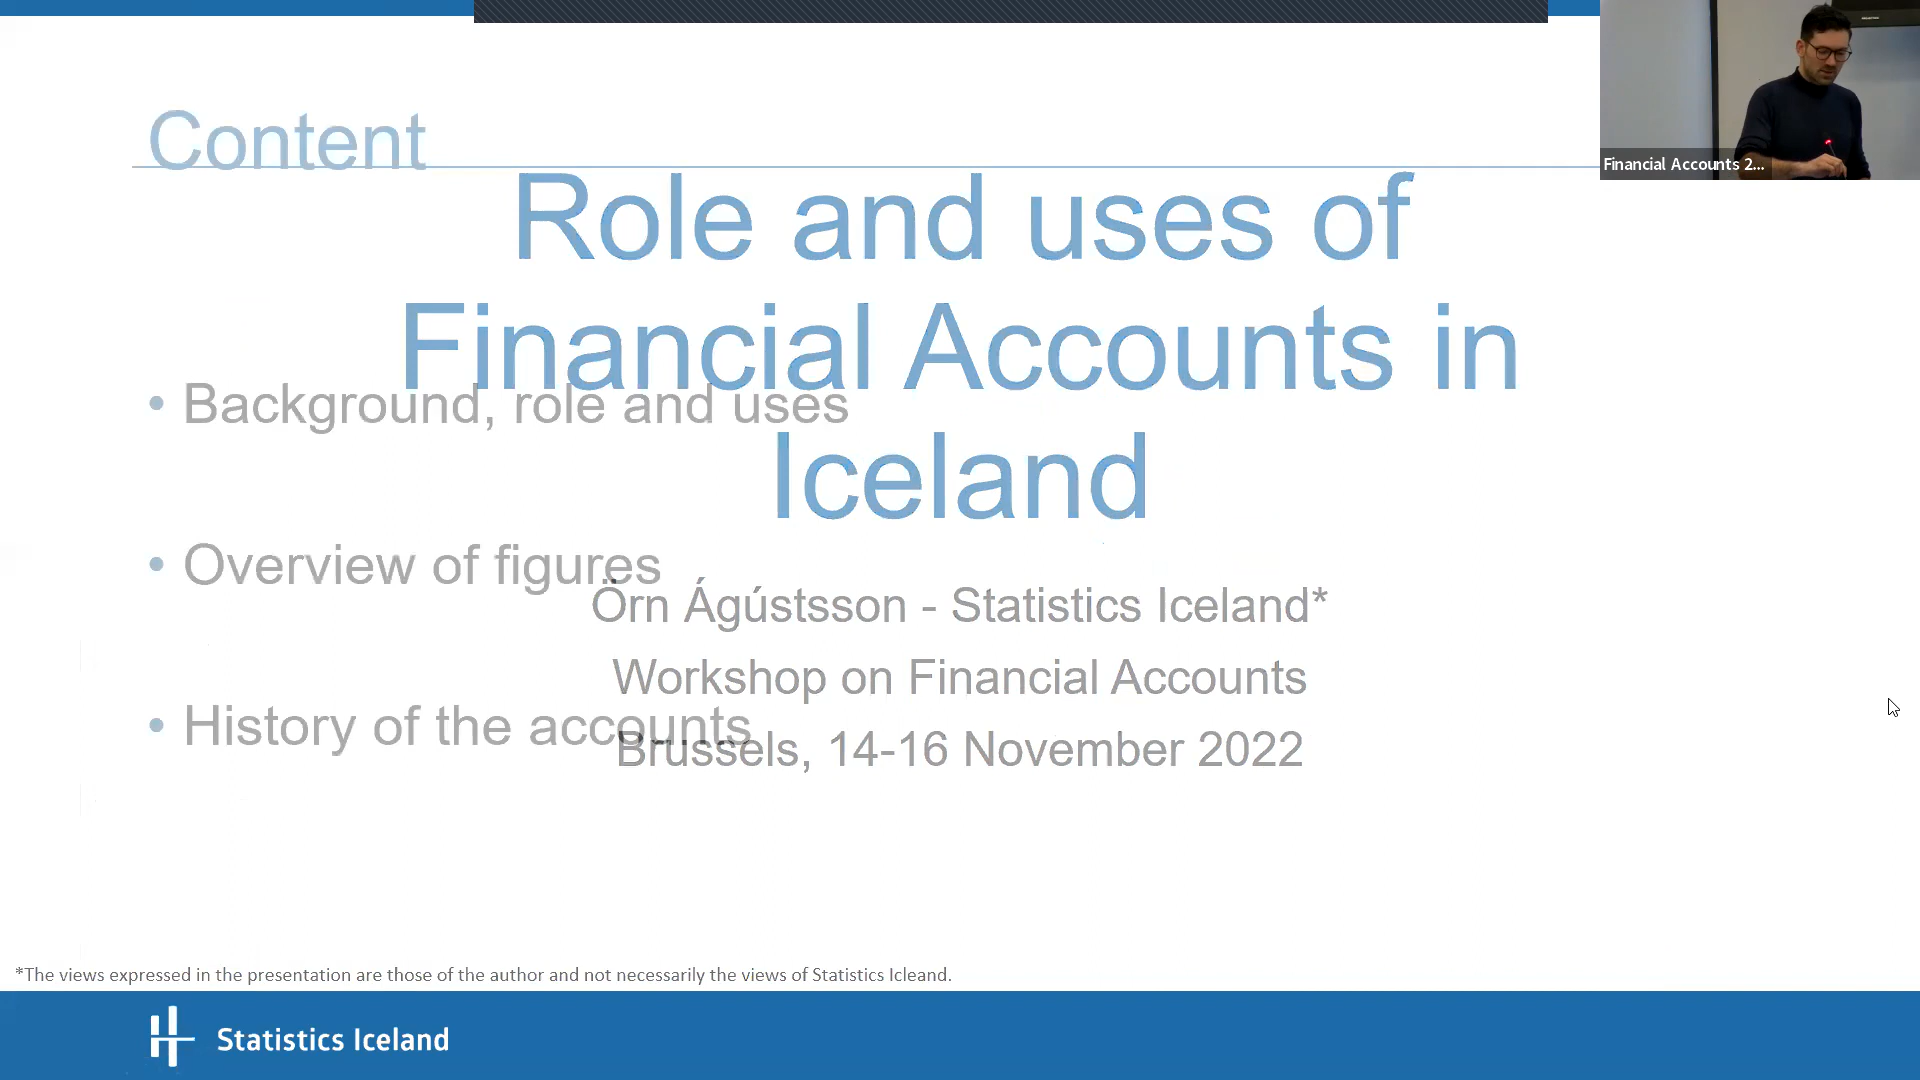 Content
Role and uses of
Financial Accounts in
Iceland
• Background, role and uses
• Overview of figures
• History of the accounts
Örn Ágústsson - Statistics Iceland*
Workshop on Financial Accounts
Brussels, 14-16 November 2022
*The views expressed in the presentation are those of the author and not necessarily the views of Statistics Icleand.
Statistics Iceland
Financial Accounts 2...